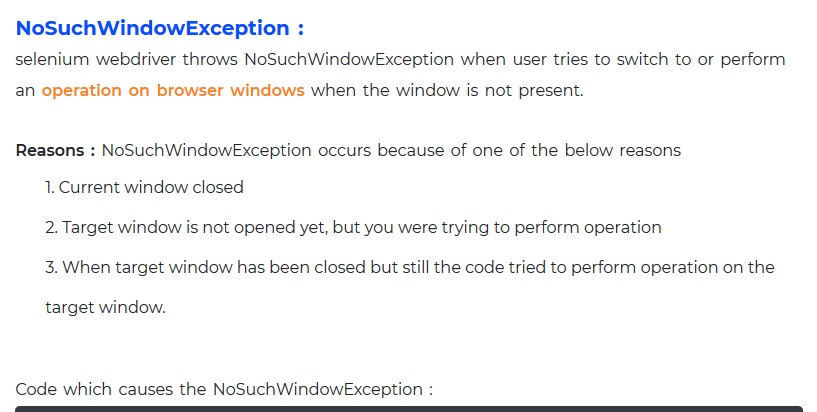 NoSuchWindowException :
selenium webdriver throws NoSuchWindowException when user tries to switch to or perform
an operation on browser windows when the window is not present.
Reasons : NoSuchWindowException occurs because of one of the below reasons
1. Current window closed
2. Target window is not opened yet, but you were trying to perform operation
3. When target window has been closed but still the code tried to perform operation on the
target window.
Code which causes the NoSuchWindowException :